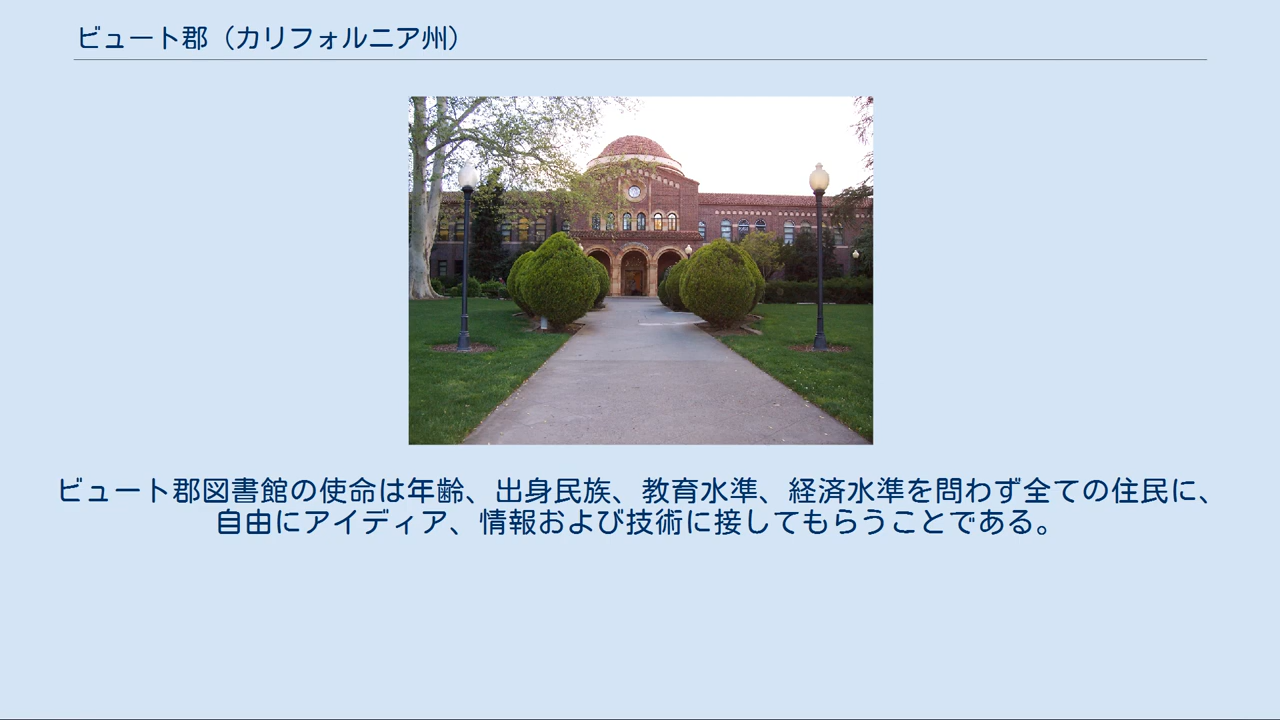 ビュート郡（カリフォルニア州）
ビュート郡図書館の使命は年齢、出身民族、教育水準、経済水準を問わず全ての住民に、
自由にアイディア、情報および技術に接してもらうことである。